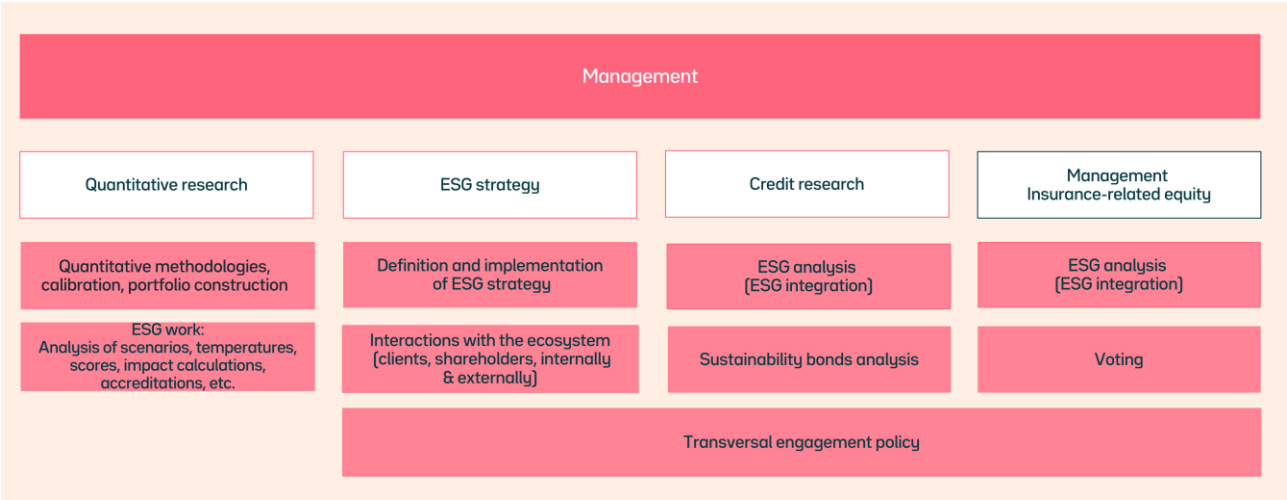 Management
Quantitative research
ESG strategy
Credit research
Management
Insurance-related equity
Quantitative methodologies,
calibration, portfolio construction
Definition and implementation
of ESG strategy
ESG analysis
(ESG integration)
ESG analysis
(ESG integration)
ESG work:
Analysis of scenarios, temperatures,
scores, impact calculations,
accreditations, etc.
Interactions with the ecosystem
(clients, shareholders, internally
& externally)
Sustainability bonds analysis
Voting
Transversal engagement policy